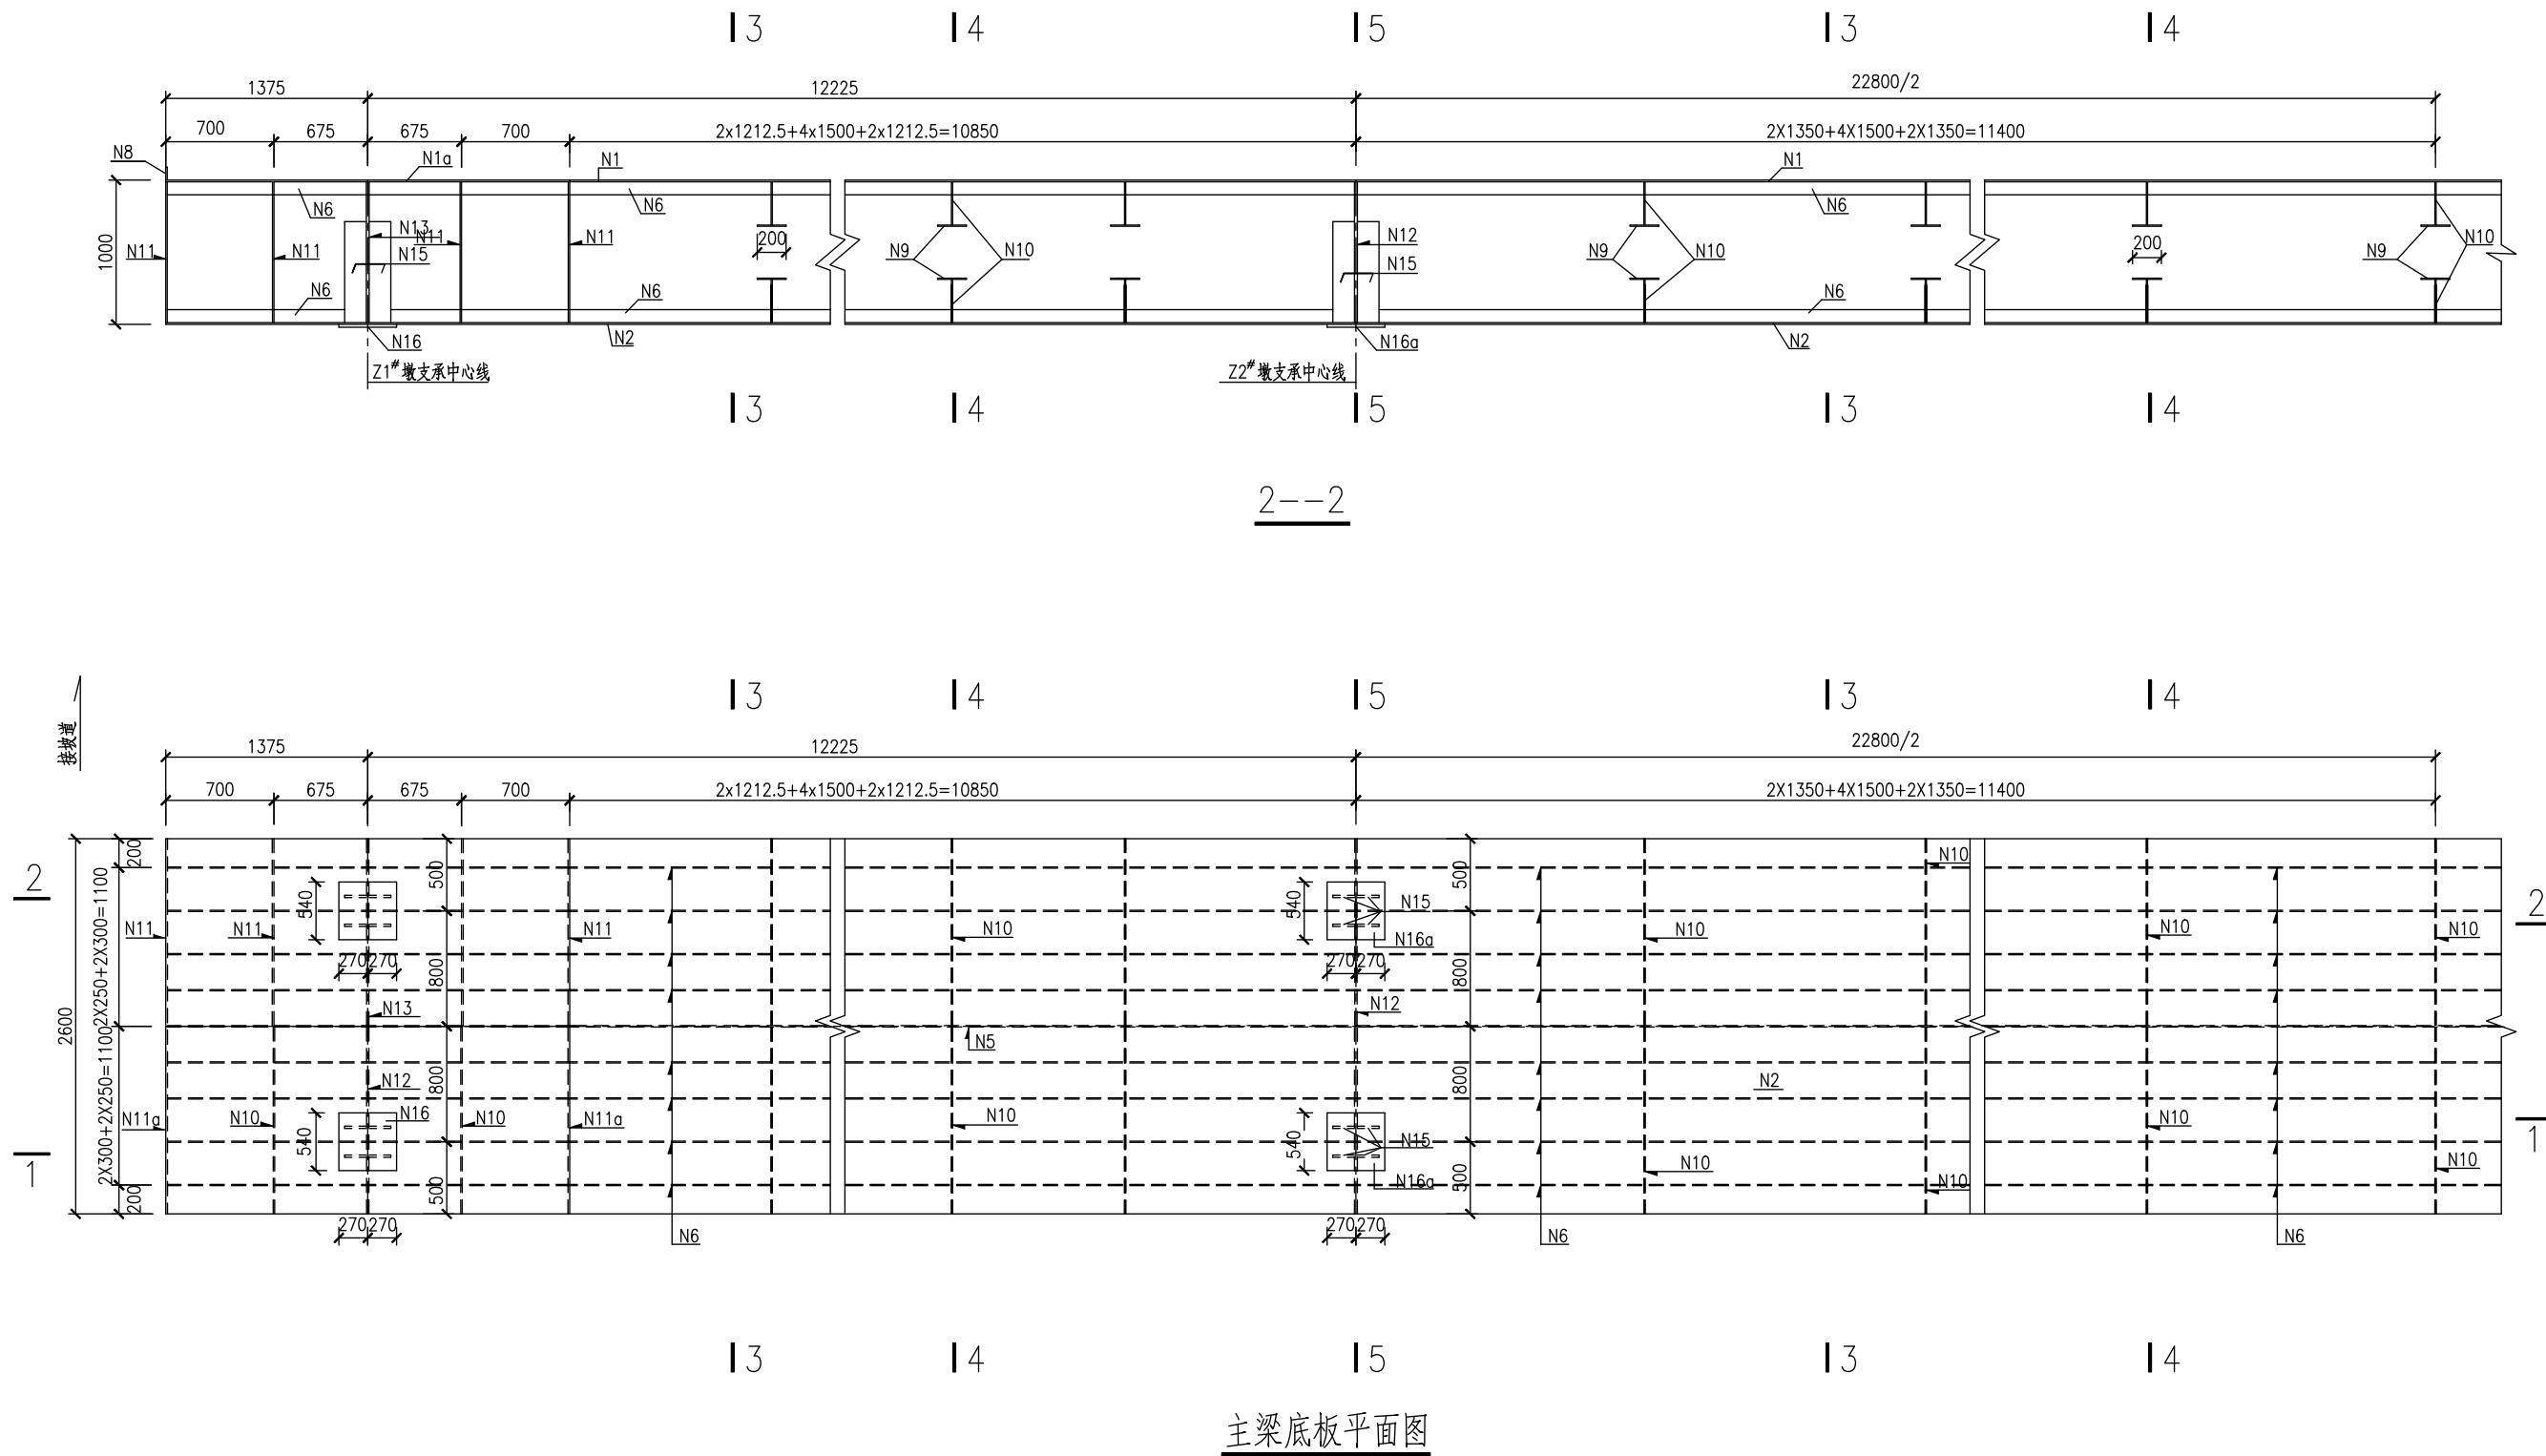 3 4 5 3 4
1375 12225 22800/2
700 675 675 700 2x1212.5+4x1500+2x1212.5=10850 2X1350+4X1500+2X1350=11400
N8 N1a N1 N1
N6 N6 N6
1000 N11 N11 N13 N11 N11 200 N9 N10 N12 N9 N10 200 N9 N10
N15 N15
N6 N6 N6
N16 N2 N16a N2
Z1#墩支承中心线 Z2#墩支承中心线
3 4 5 3 4
2--2
3 4 5 3 4
接坡道
1375 12225 22800/2
700 675 675 700 2x1212.5+4x1500+2x1212.5=10850 2X1350+4X1500+2X1350=11400
200 N10
2 500 500 2
540 540 N15
N11 N11 N11 N10 N16a N10 N10 N10
2X250+2X300=1100
270 270 800 270 270 800
N13 N12
2600
N5
N12 800 800 N2
2X300+2X250=1100
N11a N10 N16 N10 N11a N10 N10
540 540 N15
1 N10 N10 1
200 500 N16a 500 N10
270 270 270 270
N6 N6 N6
3 4 5 3 4
主梁底板平面图